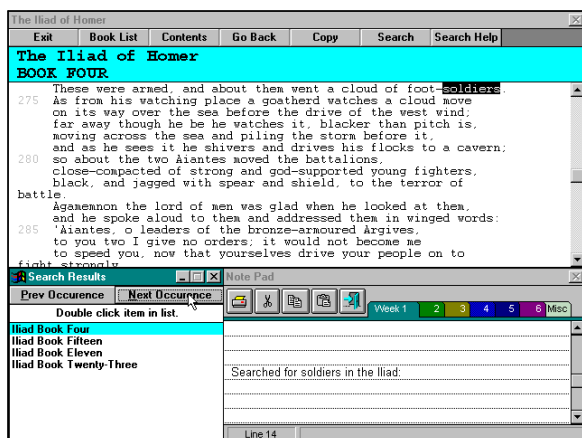 The Iliad of Homer
Exit Book List Contents Go Back Copy Search Search Help
The Iliad of Homer
BOOK FOUR
These were armed, and about them went a cloud of foot-soldiers.
275 As from his watching place a goatherd watches a cloud move
on its way over the sea before the drive of the west wind;
far away though he be he watches it, blacker than pitch is,
moving across the sea and piling the storm before it,
and as he sees it he shivers and drives his flocks to a cavern;
280 so about the two Aiantes moved the battalions,
close-compacted of strong and god-supported young fighters,
black, and jagged with spear and shield, to the terror of
battle.
Agamemnon the lord of men was glad when he looked at them,
and he spoke aloud to them and addressed them in winged words:
285 'Aiantes, o leaders of the bronze-armoured Argives,
to you two I give no orders; it would not become me
to speed you, now that yourselves drive your people on to
fight strongly
Search Results
Prev Occurence Next Occurence
Double click item in list.
Iliad Book Four
Iliad Book Fifteen
Iliad Book Eleven
Iliad Book Twenty-Three
Note Pad
Week 1 2 3 4 5 6 Misc
Searched for soldiers in the Iliad:
Line 14